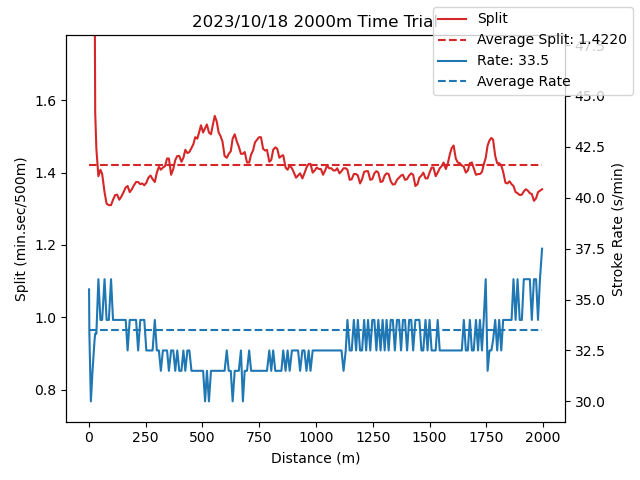 2023/10/18 2000m Time Trial
Split
Average Split: 1.4220
Rate: 33.5
Average Rate
Split (min.sec/500m)
1.6
1.4
1.2
1.0
0.8
47.5
45.0
42.5
40.0
37.5
35.0
32.5
30.0
Stroke Rate (s/min)
0
250
500
750
1000
1250
1500
1750
2000
Distance (m)